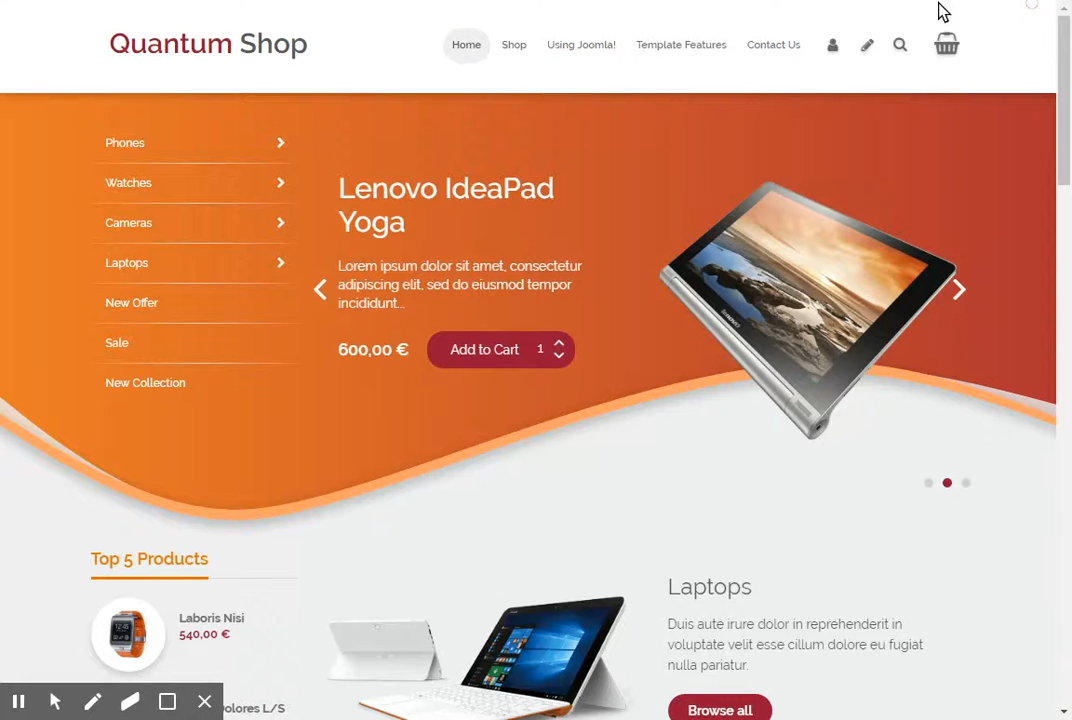 Quantum Shop
Home
Shop
Using Joomla!
Template Features
Contact Us
Phones
Watches
Cameras
Laptops
New Offer
Sale
New Collection
Lenovo IdeaPad
Yoga
Lorem ipsum dolor sit amet, consectetur
adipiscing elit, sed do eiusmod tempor
incididunt...
600,00 €
Add to Cart 1
lenovo
Top 5 Products
Laboris Nisi
540,00 €
Dolores L/S
Laptops
Duis aute irure dolor in reprehenderit in
voluptate velit esse cillum dolore eu fugiat
nulla pariatur.
Browse all